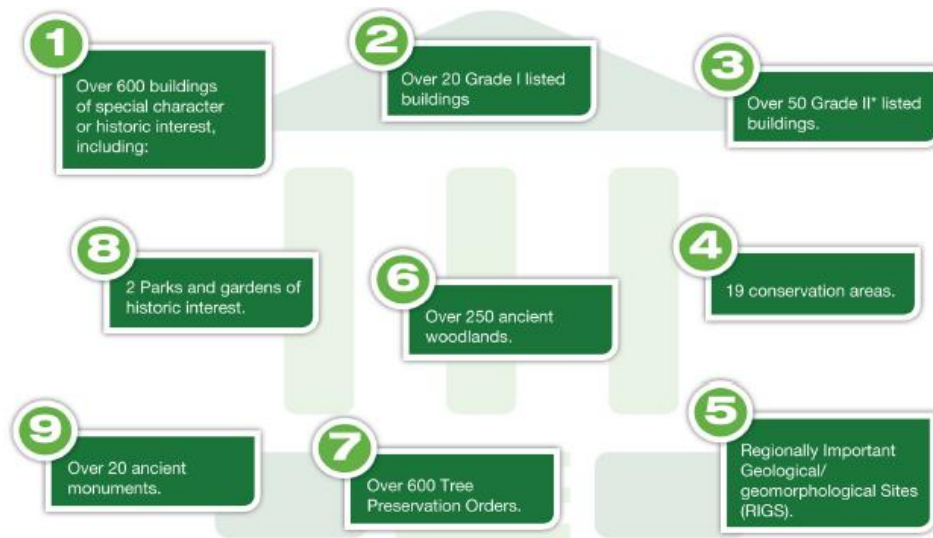 1
Over 600 buildings
of special character
or historic interest,
including:
2
Over 20 Grade I listed
buildings
3
Over 50 Grade II* listed
buildings.
8
2 Parks and gardens of
historic interest.
6
Over 250 ancient
woodlands.
4
19 conservation areas.
9
Over 20 ancient
monuments.
7
Over 600 Tree
Preservation Orders.
5
Regionally Important
Geological/
geomorphological Sites
(RIGS).